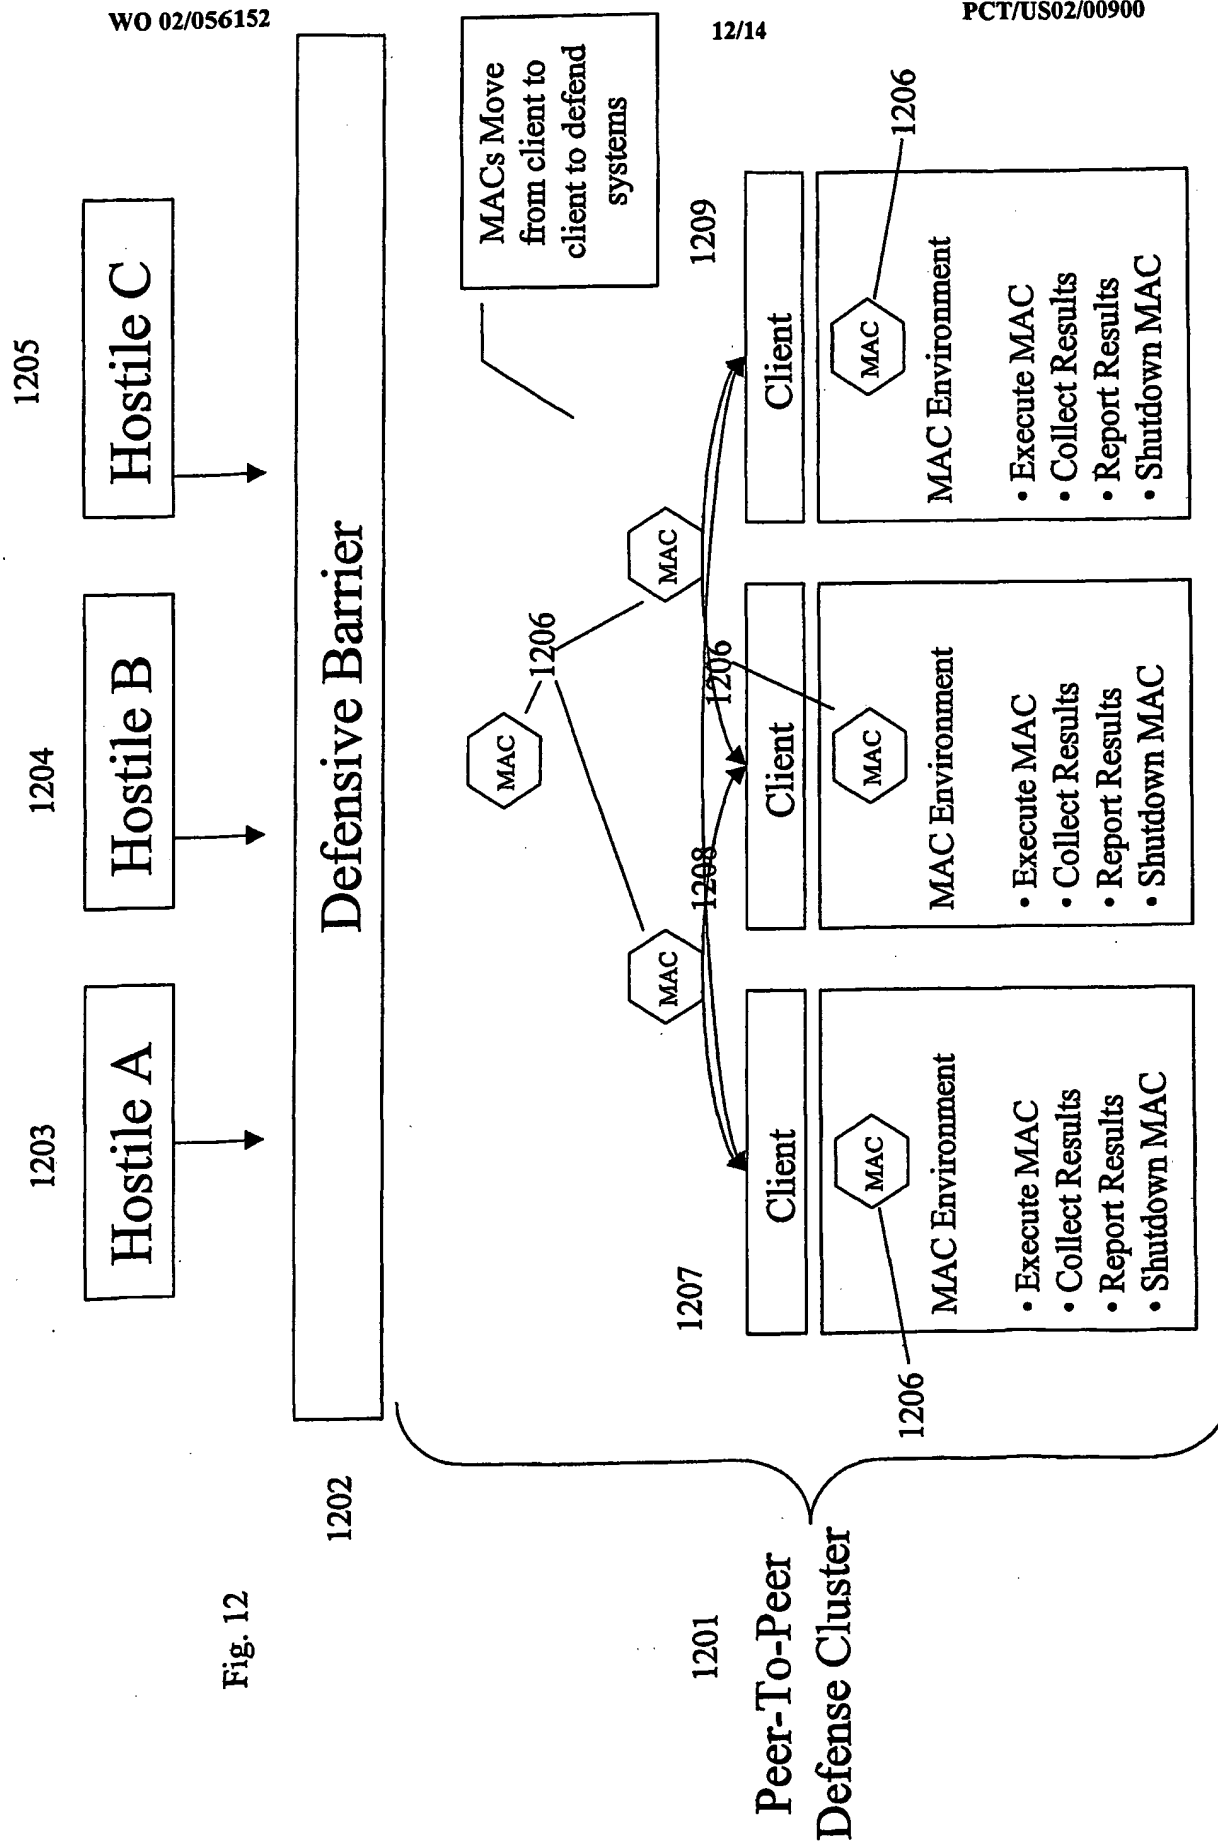 WO 02/056152
12/14
PCT/US02/00900
Fig. 12
1203
1204
1205
Hostile A
Hostile B
Hostile C
1202
Defensive Barrier
MACs Move
from client to
client to defend
systems
1206
MAC
MAC
MAC
1201
Peer-To-Peer
Defense Cluster
1207
1208
1206
1209
Client
Client
Client
1206
MAC
MAC Environment
• Execute MAC
• Collect Results
• Report Results
• Shutdown MAC
MAC
MAC Environment
• Execute MAC
• Collect Results
• Report Results
• Shutdown MAC
1206
MAC
MAC Environment
• Execute MAC
• Collect Results
• Report Results
• Shutdown MAC